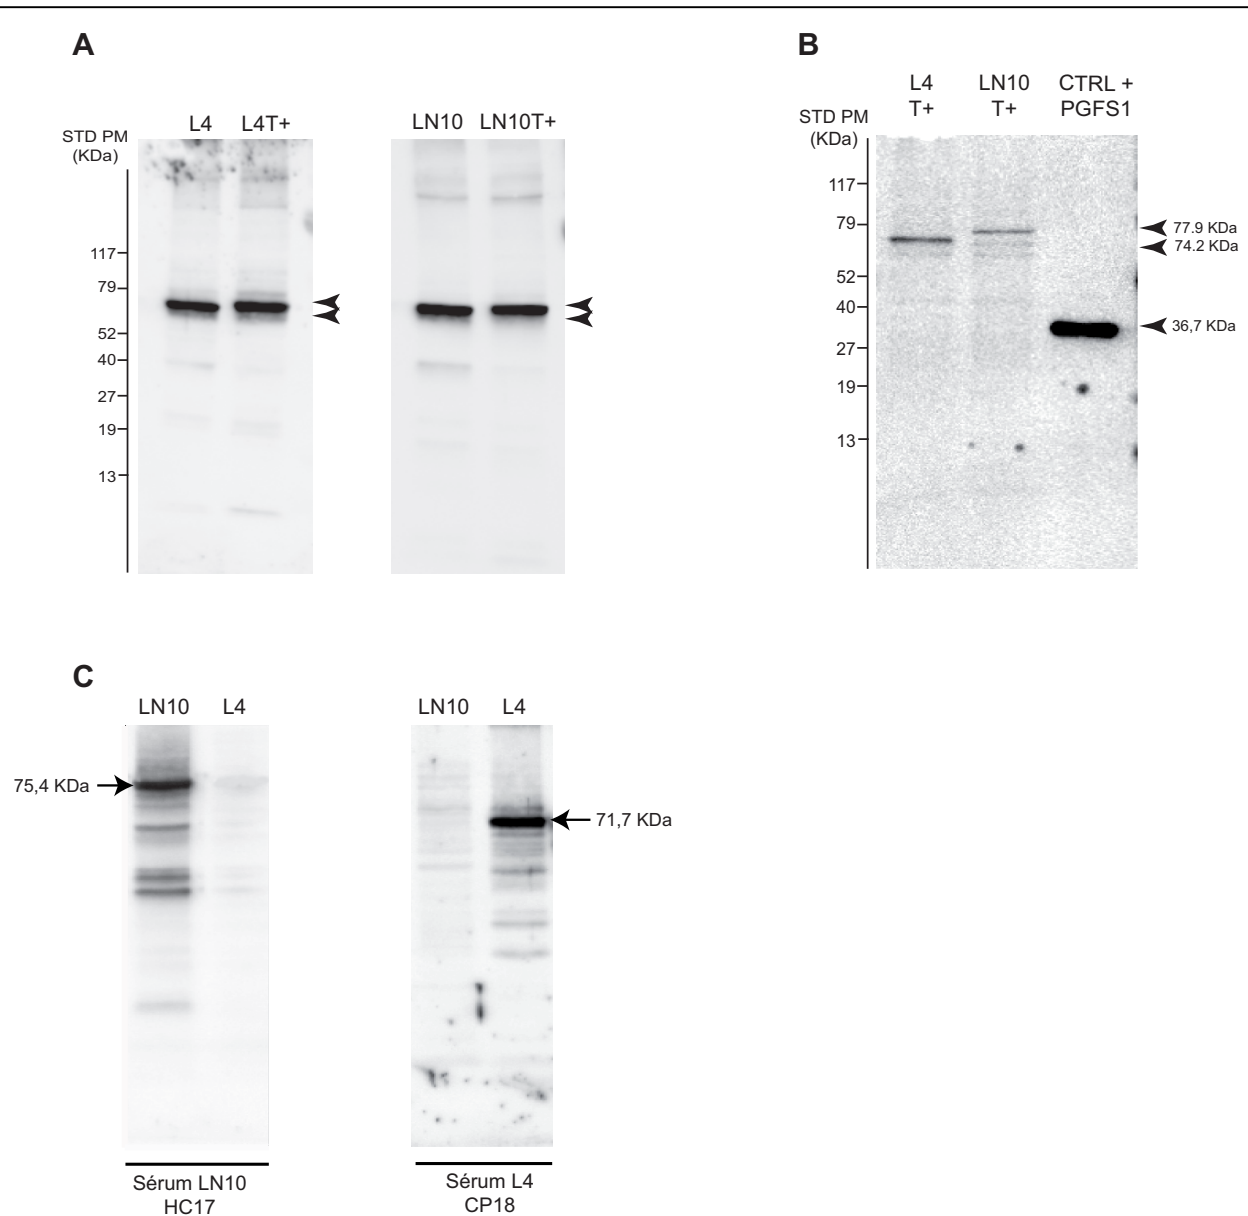 A
STD PM
(KDa)
L4 L4T+
LN10 LN10T+
117
79
52
40
27
19
13
B
STD PM
(KDa)
L4
T+
LN10
T+
CTRL +
PGFS1
117
79
52
40
27
19
13
77.9 KDa
74.2 KDa
36,7 KDa
C
LN10 L4
75,4 KDa
Sérum LN10
HC17
LN10 L4
71,7 KDa
Sérum L4
CP18